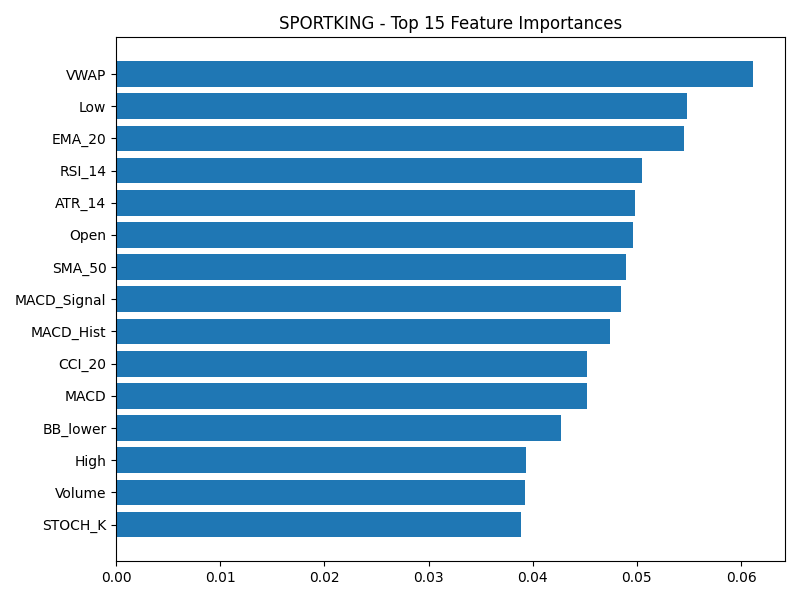 SPORTKING - Top 15 Feature Importances
VWAP
Low
EMA_20
RSI_14
ATR_14
Open
SMA_50
MACD_Signal
MACD_Hist
CCI_20
MACD
BB_lower
High
Volume
STOCH_K
0.00 0.01 0.02 0.03 0.04 0.05 0.06